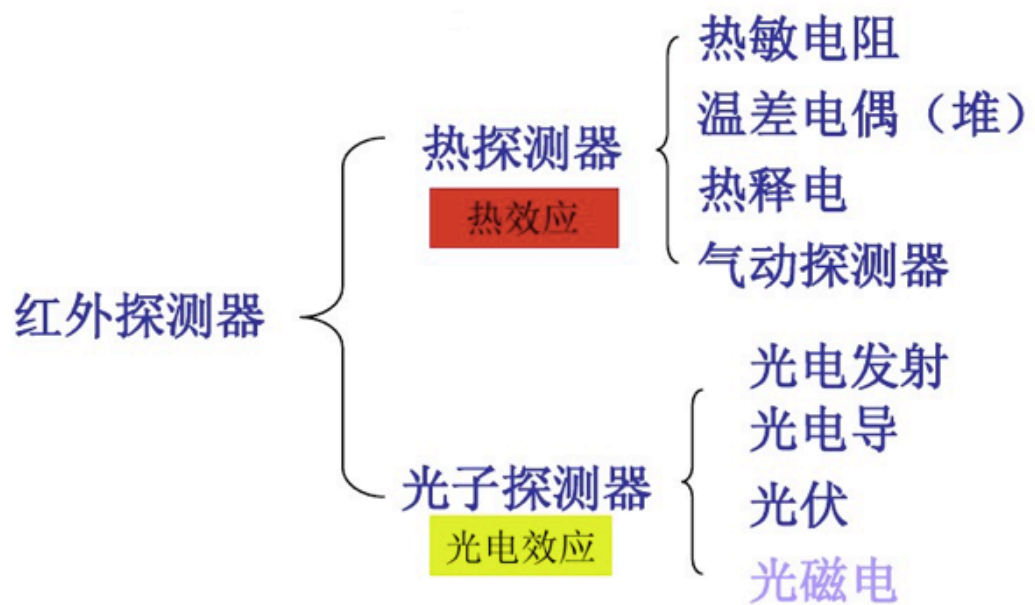 红外探测器
热探测器
热效应
热敏电阻
温差电偶（堆）
热释电
气动探测器
光子探测器
光电效应
光电发射
光电导
光伏
光磁电